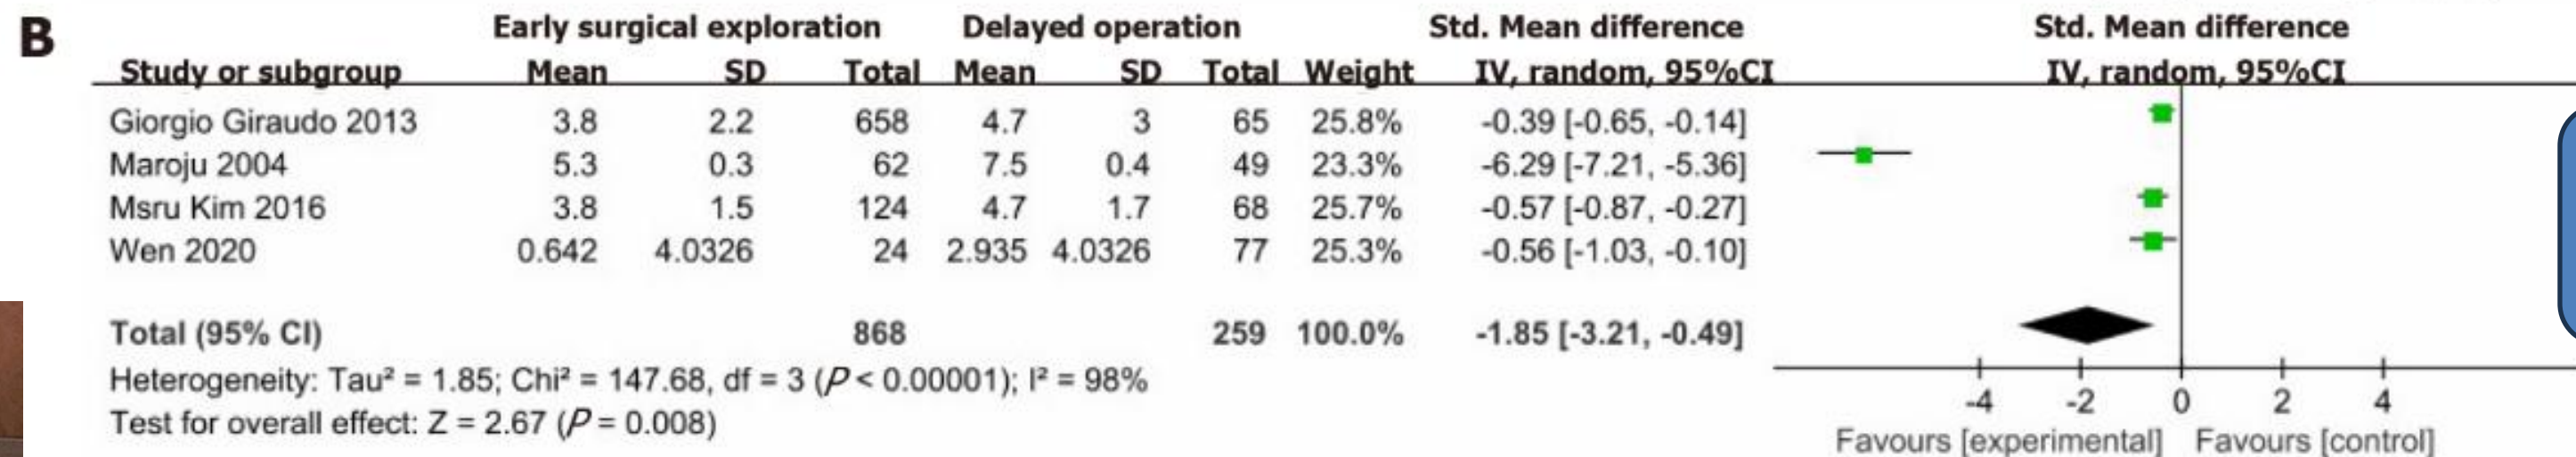 B
Early surgical exploration Delayed operation Std. Mean difference Std. Mean difference
Study or subgroup Mean SD Total Mean SD Total Weight IV, random, 95%CI IV, random, 95%CI
Giorgio Giraudo 2013 3.8 2.2 658 4.7 3 65 25.8% -0.39 [-0.65, -0.14]
Maroju 2004 5.3 0.3 62 7.5 0.4 49 23.3% -6.29 [-7.21, -5.36]
Msru Kim 2016 3.8 1.5 124 4.7 1.7 68 25.7% -0.57 [-0.87, -0.27]
Wen 2020 0.642 4.0326 24 2.935 4.0326 77 25.3% -0.56 [-1.03, -0.10]
Total (95% CI) 868 259 100.0% -1.85 [-3.21, -0.49]
Heterogeneity: Tau² = 1.85; Chi² = 147.68, df = 3 (P < 0.00001); I² = 98%
Test for overall effect: Z = 2.67 (P = 0.008)
-4 -2 0 2 4
Favours [experimental] Favours [control]